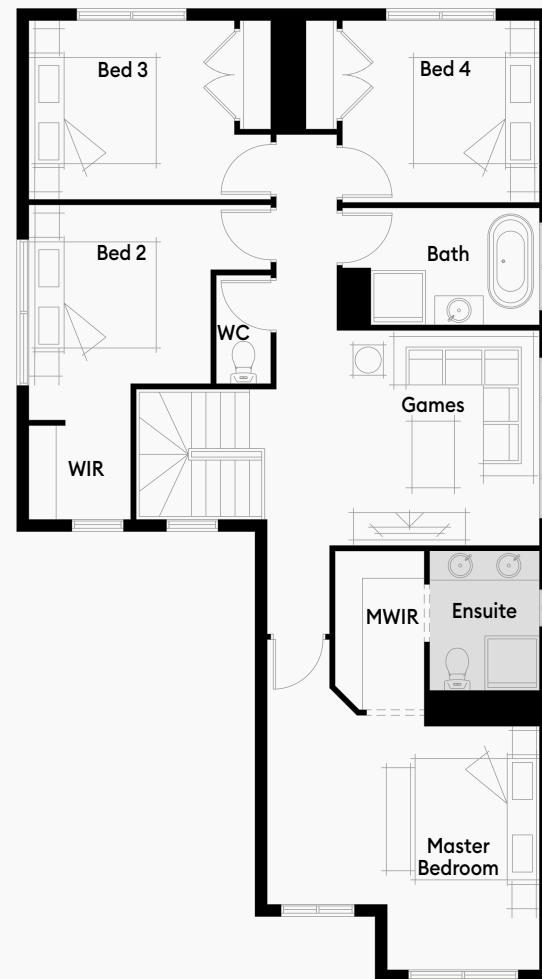 Bed 3
Bed 4
Bed 2
Bath
WC
Games
WIR
MWIR
Ensuite
Master
Bedroom